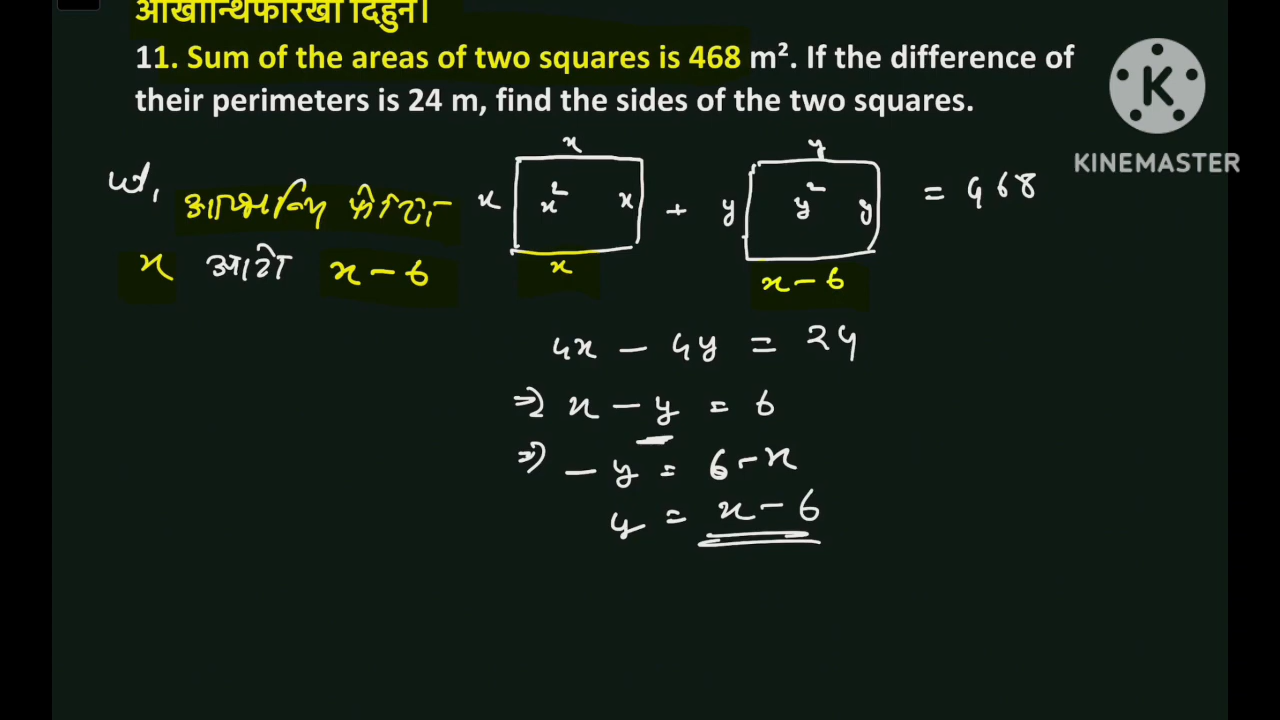 आखान्थिफारखौ दिहुन।
11. Sum of the areas of two squares is 468 m². If the difference of
their perimeters is 24 m, find the sides of the two squares.
KINEMASTER
x
y
x x² x + y y² y = 468
x आरो x - 6
x
x - 6
4x - 4y = 24
⇒ x - y = 6
⇒ - y = 6 - x
y = x - 6